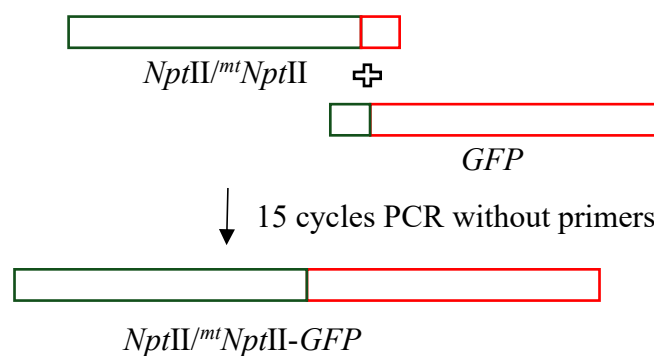 NptII/mtNptII
GFP
15 cycles PCR without primers
NptII/mtNptII-GFP